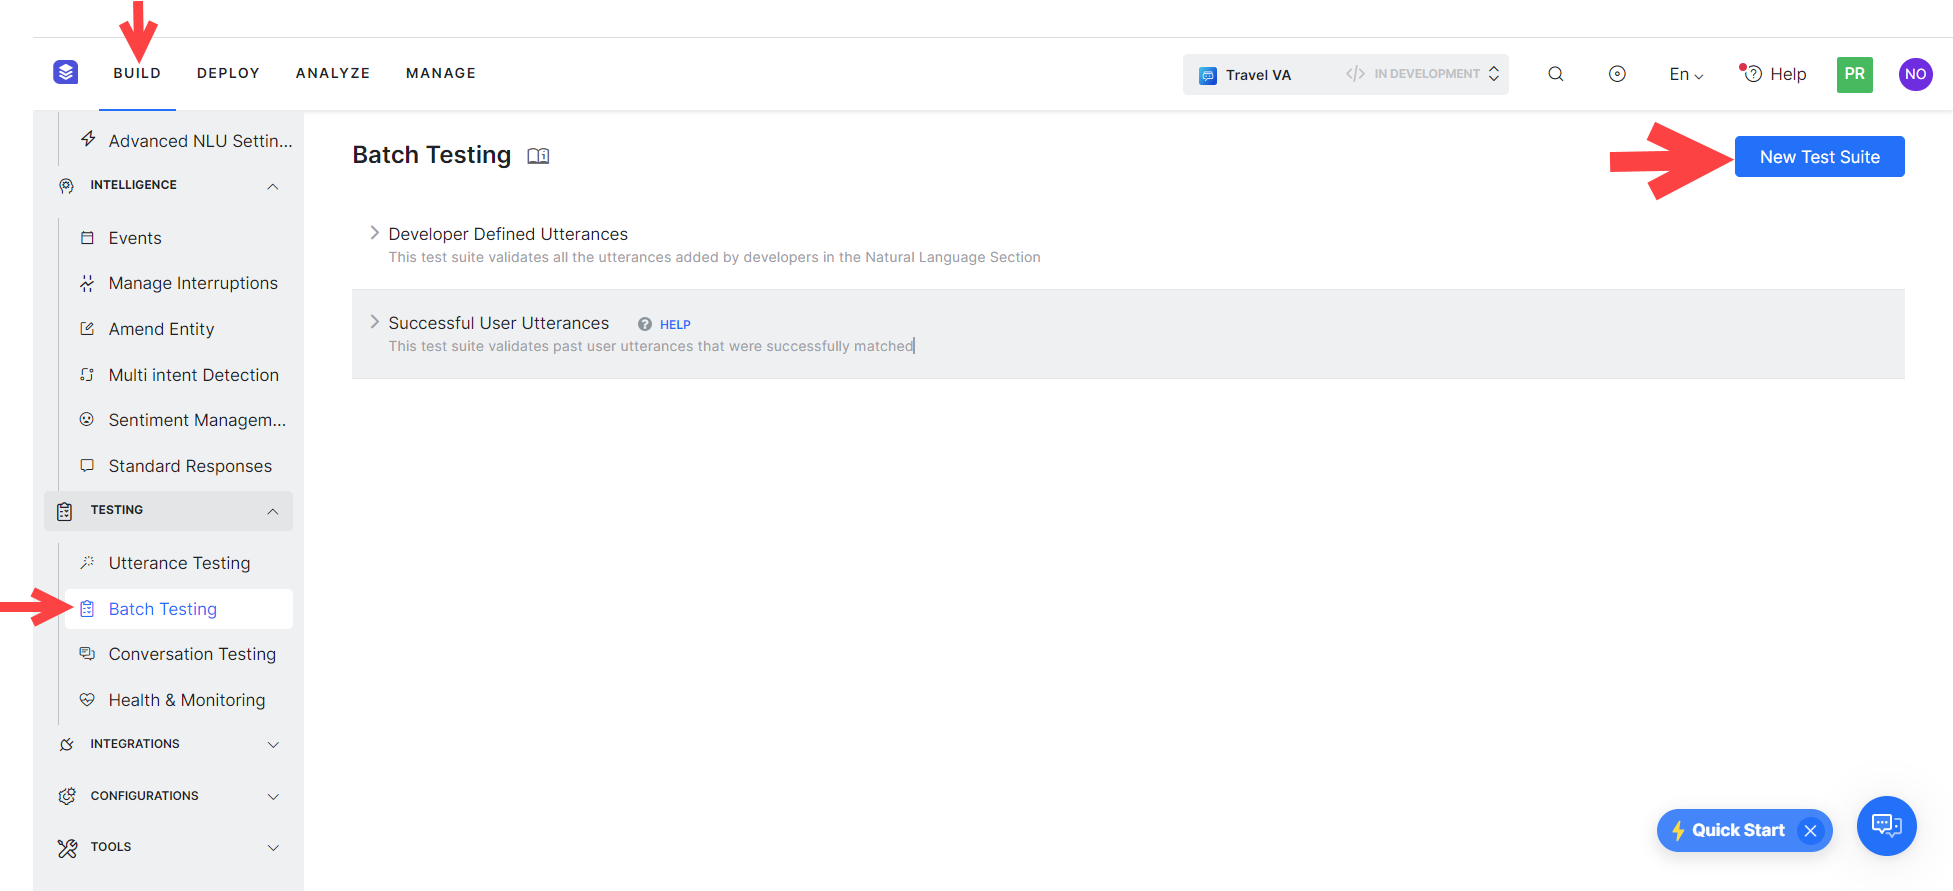 BUILD DEPLOY ANALYZE MANAGE Travel VA </> IN DEVELOPMENT En Help PR NO
Advanced NLU Settin...
INTELLIGENCE
Events
Manage Interruptions
Amend Entity
Multi intent Detection
Sentiment Managem...
Standard Responses
TESTING
Utterance Testing
Batch Testing
Conversation Testing
Health & Monitoring
INTEGRATIONS
CONFIGURATIONS
TOOLS
Batch Testing
New Test Suite
Developer Defined Utterances
This test suite validates all the utterances added by developers in the Natural Language Section
Successful User Utterances HELP
This test suite validates past user utterances that were successfully matched
Quick Start